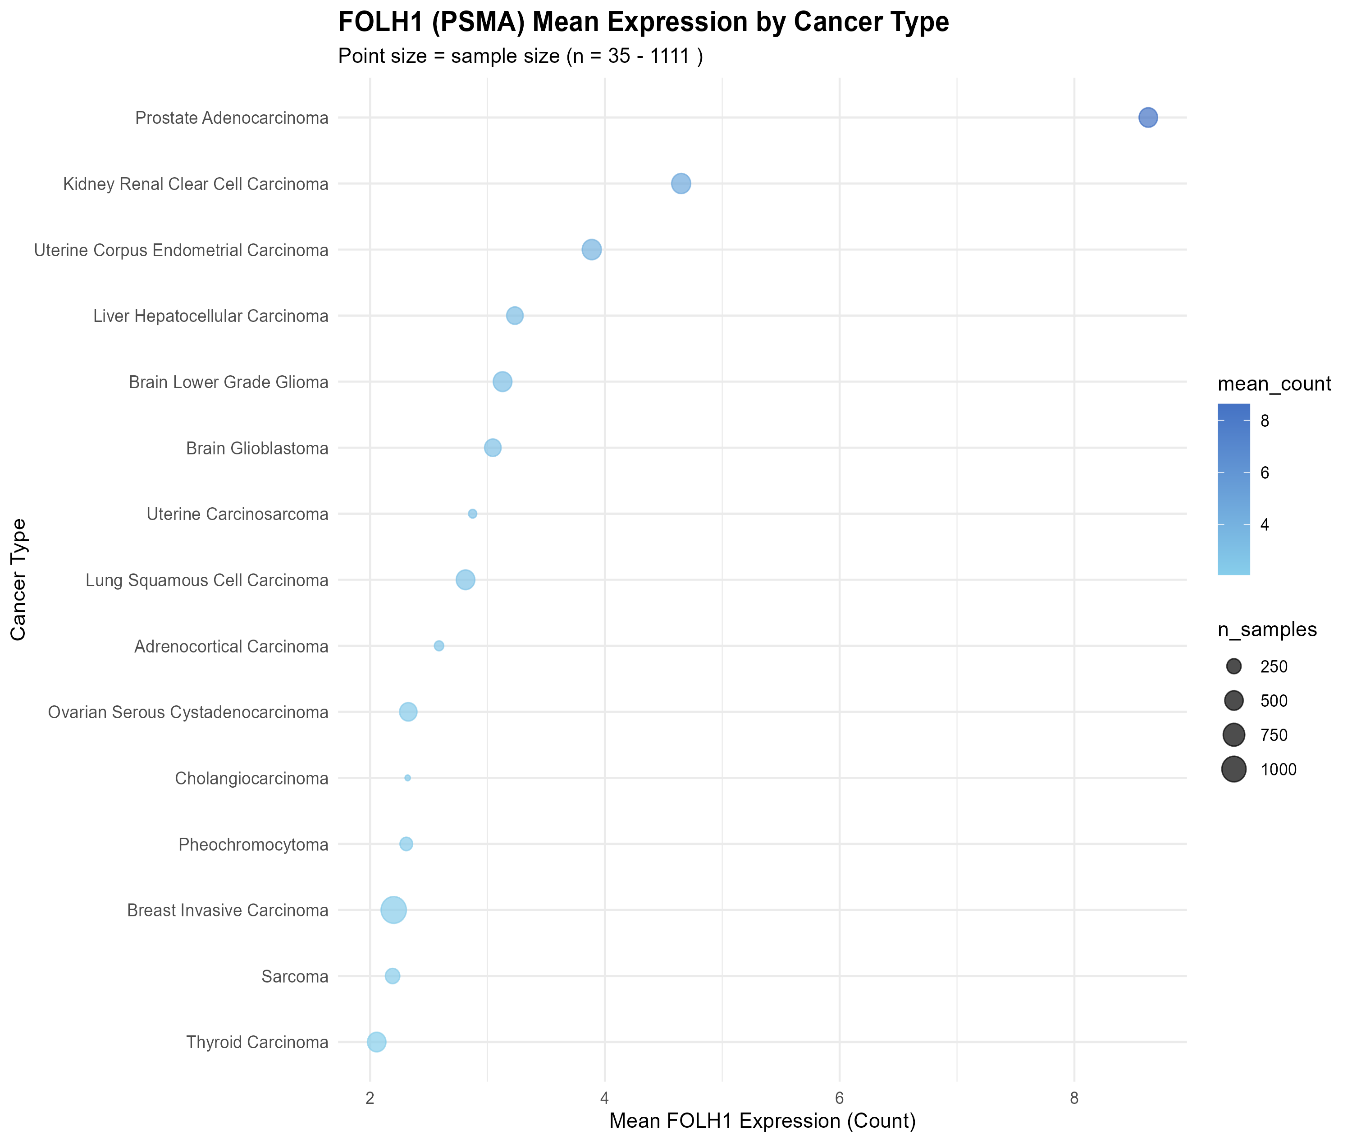 FOLH1 (PSMA) Mean Expression by Cancer Type
Point size = sample size (n = 35 - 1111 )
Cancer Type
Prostate Adenocarcinoma
Kidney Renal Clear Cell Carcinoma
Uterine Corpus Endometrial Carcinoma
Liver Hepatocellular Carcinoma
Brain Lower Grade Glioma
Brain Glioblastoma
Uterine Carcinosarcoma
Lung Squamous Cell Carcinoma
Adrenocortical Carcinoma
Ovarian Serous Cystadenocarcinoma
Cholangiocarcinoma
Pheochromocytoma
Breast Invasive Carcinoma
Sarcoma
Thyroid Carcinoma
2 4 6 8
Mean FOLH1 Expression (Count)
mean_count
8
6
4
n_samples
250
500
750
1000